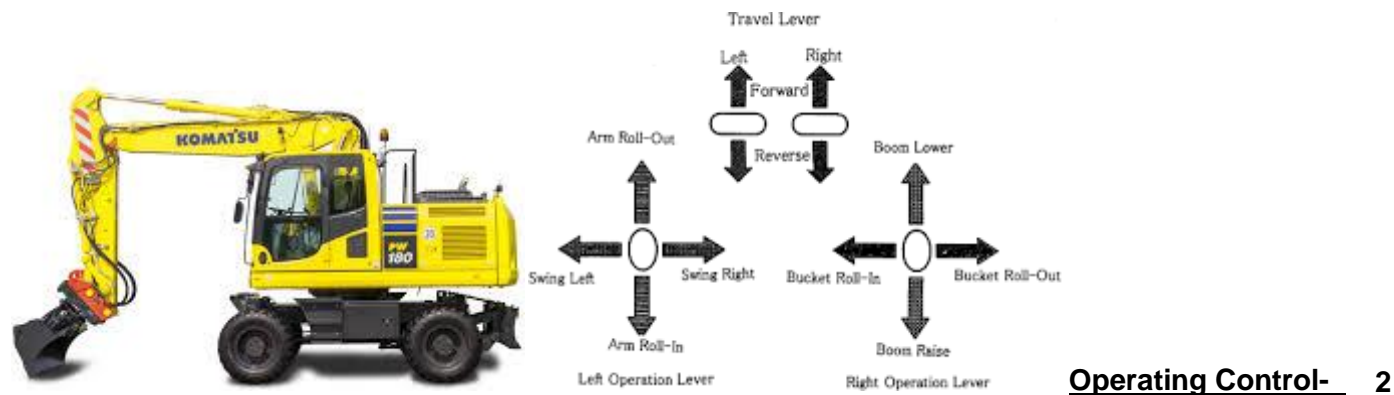 Travel Lever
Left Right
Forward
Reverse
Arm Roll-Out
Swing Left Swing Right
Arm Roll-In
Left Operation Lever
Boom Lower
Bucket Roll-In Bucket Roll-Out
Boom Raise
Right Operation Lever
KOMATSU
PW
180
Operating Control- 2